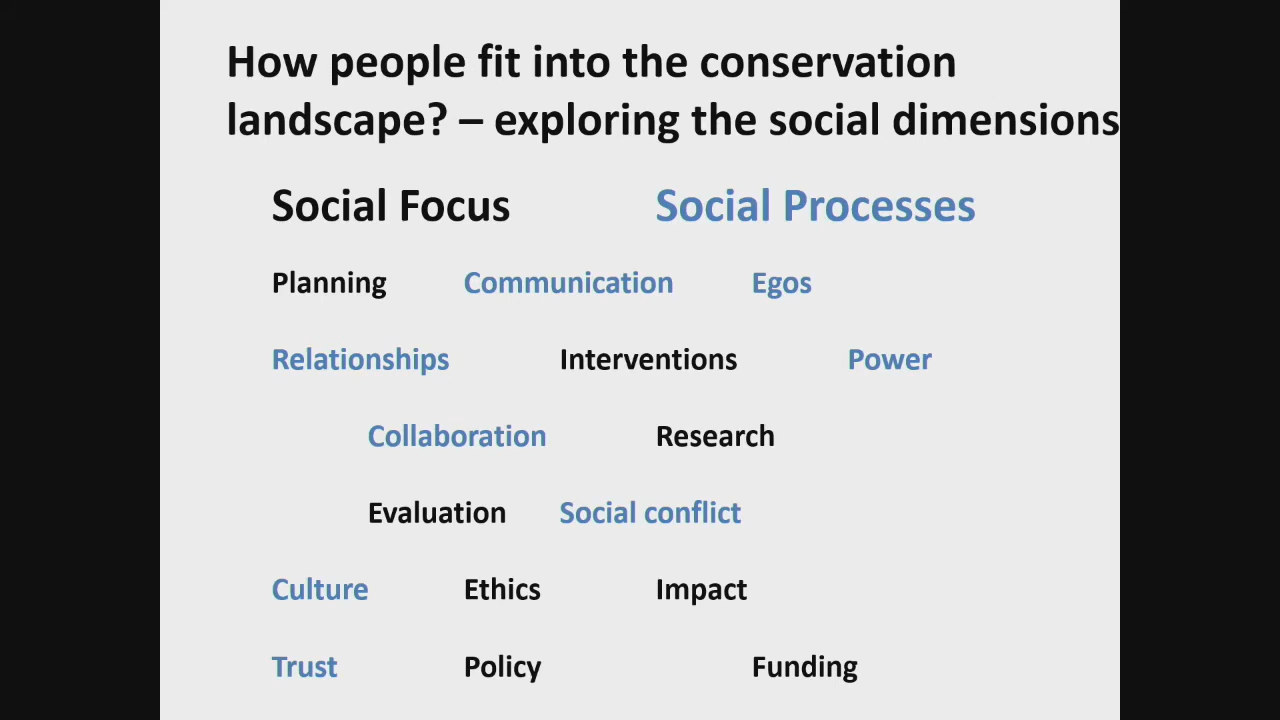 How people fit into the conservation
landscape? – exploring the social dimensions
Social Focus Social Processes
Planning Communication Egos
Relationships Interventions Power
Collaboration Research
Evaluation Social conflict
Culture Ethics Impact
Trust Policy Funding